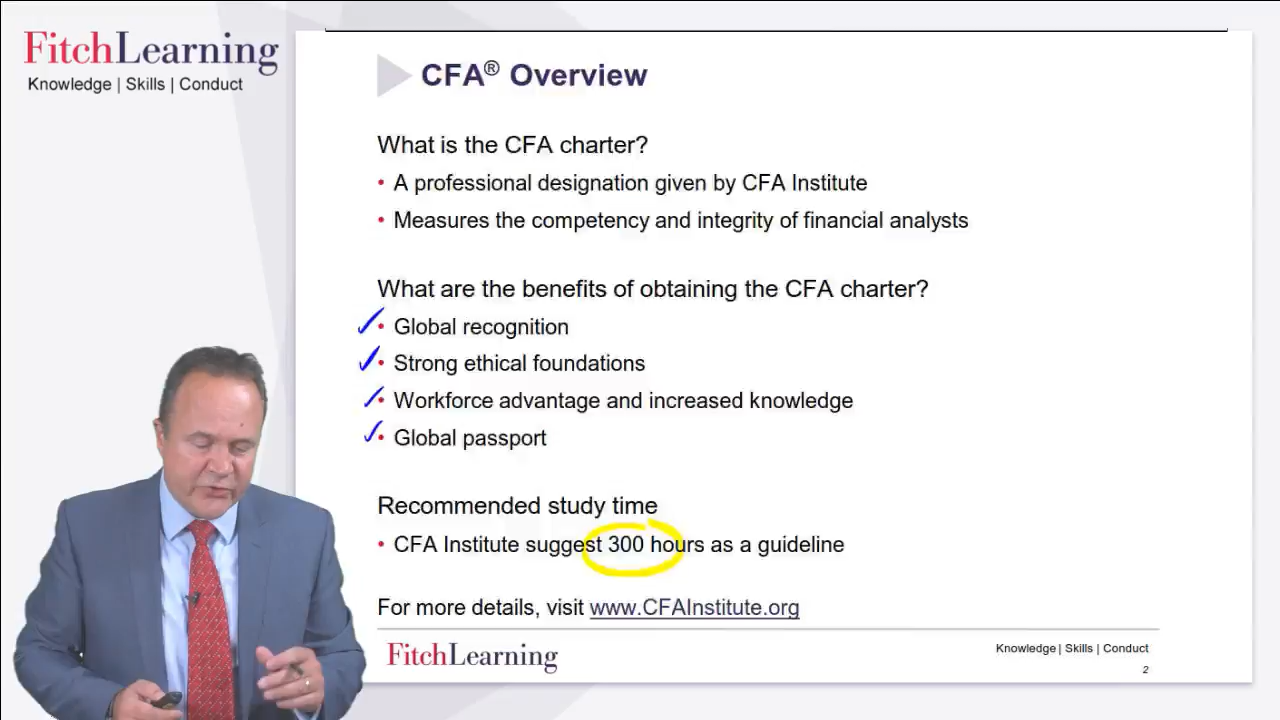 FitchLearning
Knowledge | Skills | Conduct
CFA® Overview
What is the CFA charter?
• A professional designation given by CFA Institute
• Measures the competency and integrity of financial analysts
What are the benefits of obtaining the CFA charter?
• Global recognition
• Strong ethical foundations
• Workforce advantage and increased knowledge
• Global passport
Recommended study time
• CFA Institute suggest 300 hours as a guideline
For more details, visit www.CFAInstitute.org
FitchLearning
Knowledge | Skills | Conduct
2